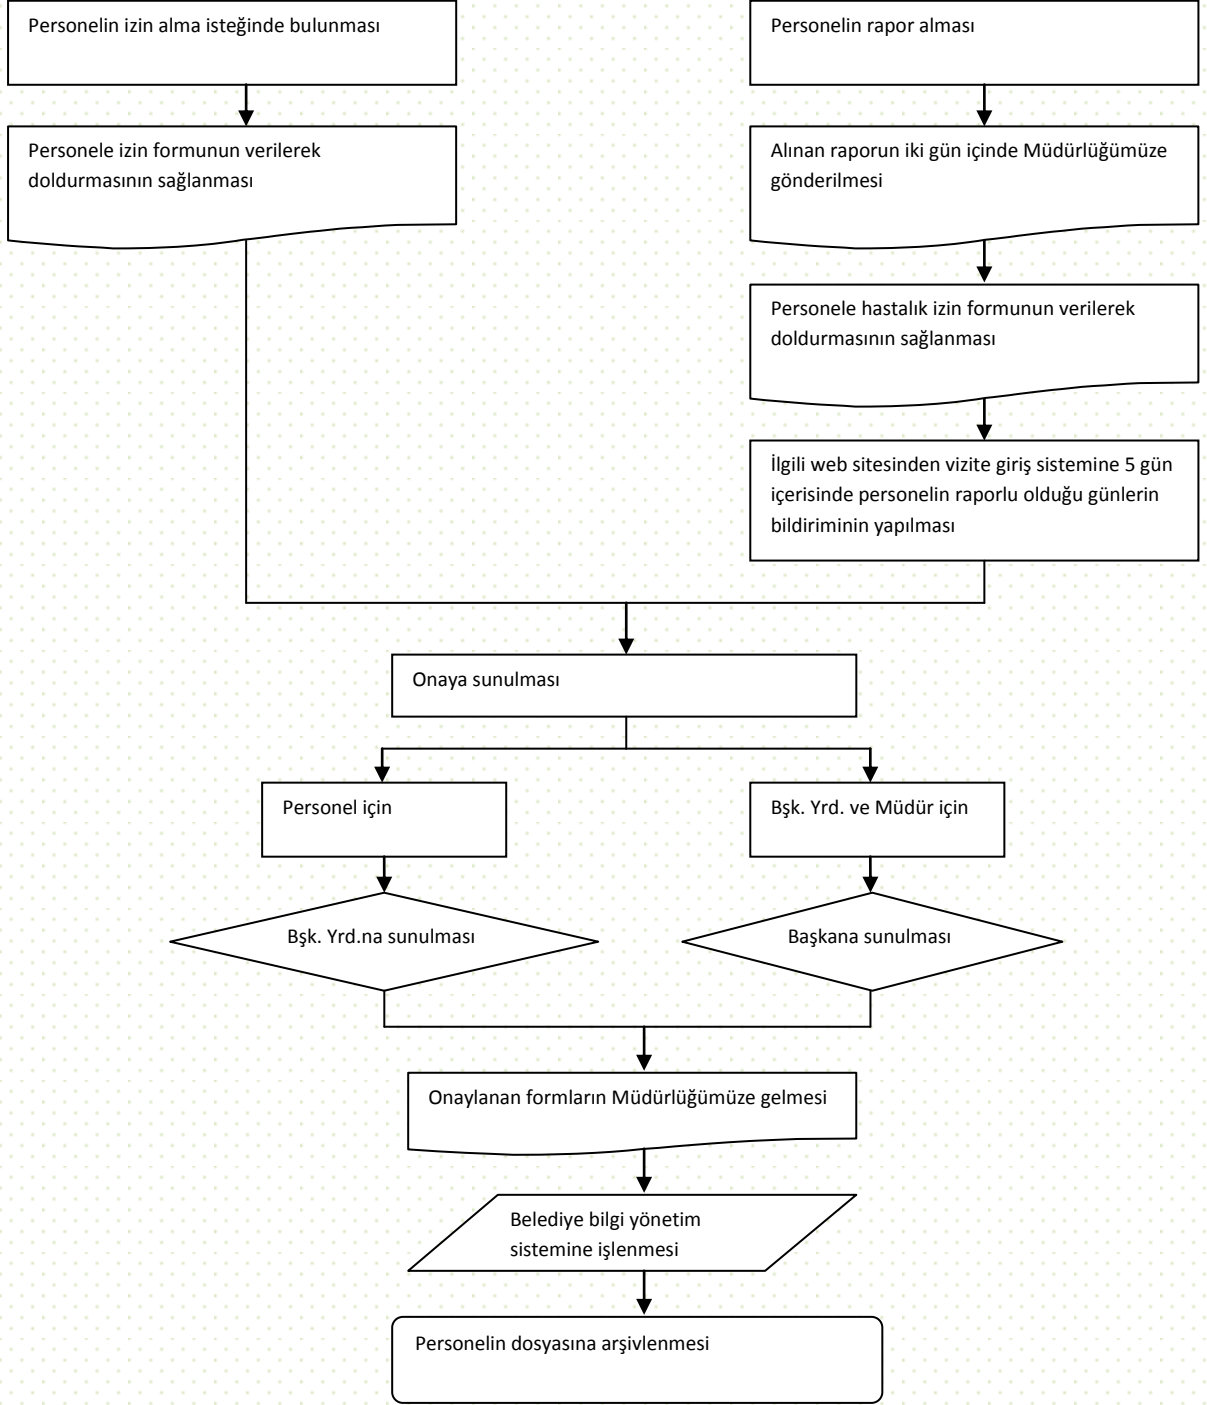 Personelin izin alma isteğinde bulunması
Personele izin formunun verilerek
doldurmasının sağlanması
Personelin rapor alması
Alınan raporun iki gün içinde Müdürlüğümüze
gönderilmesi
Personele hastalık izin formunun verilerek
doldurmasının sağlanması
İlgili web sitesinden vizite giriş sistemine 5 gün
içerisinde personelin raporlu olduğu günlerin
bildiriminin yapılması
Onaya sunulması
Personel için
Bşk. Yrd. ve Müdür için
Bşk. Yrd.na sunulması
Başkana sunulması
Onaylanan formların Müdürlüğümüze gelmesi
Belediye bilgi yönetim
sistemine işlenmesi
Personelin dosyasına arşivlenmesi